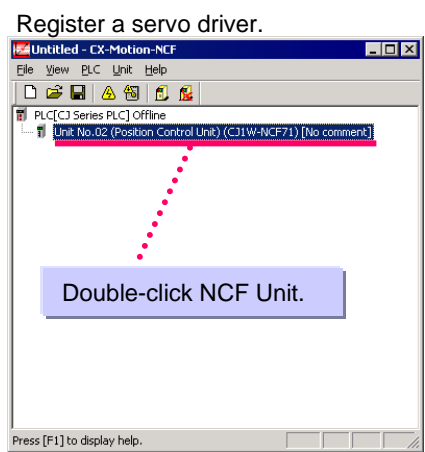 Register a servo driver.
Untitled - CX-Motion-NCF
File View PLC Unit Help
PLC[CJ Series PLC] Offline
Unit No.02 (Position Control Unit) (CJ1W-NCF71) [No comment]
Double-click NCF Unit.
Press [F1] to display help.